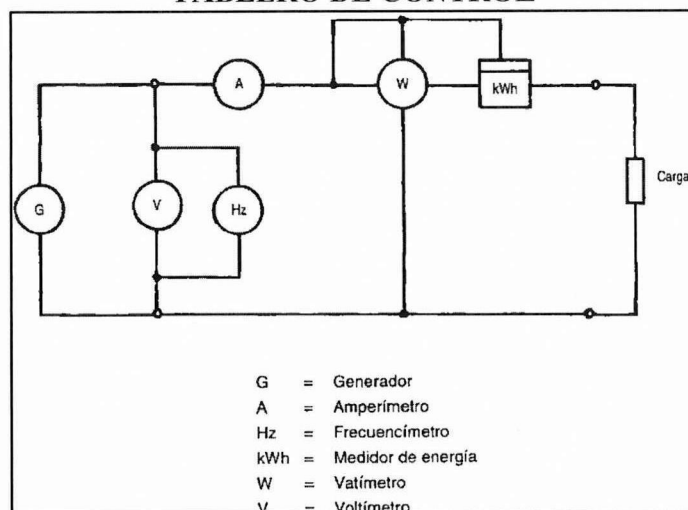 TABLERO DE CONTROL
A
W
kWh
G
V
Hz
Carga
G = Generador
A = Amperímetro
Hz = Frecuencímetro
kWh = Medidor de energía
W = Vatímetro
V = Voltímetro